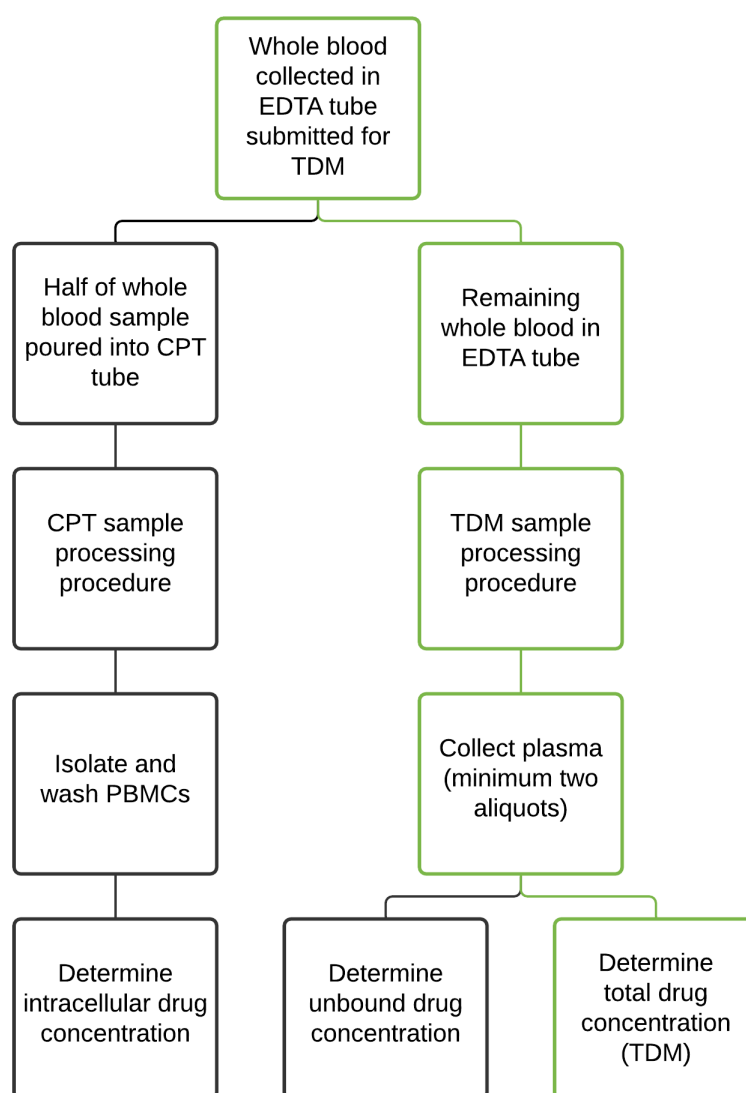 Whole blood
collected in
EDTA tube
submitted for
TDM
Half of whole
blood sample
poured into CPT
tube
Remaining
whole blood in
EDTA tube
CPT sample
processing
procedure
TDM sample
processing
procedure
Isolate and
wash PBMCs
Collect plasma
(minimum two
aliquots)
Determine
intracellular drug
concentration
Determine
unbound drug
concentration
Determine
total drug
concentration
(TDM)